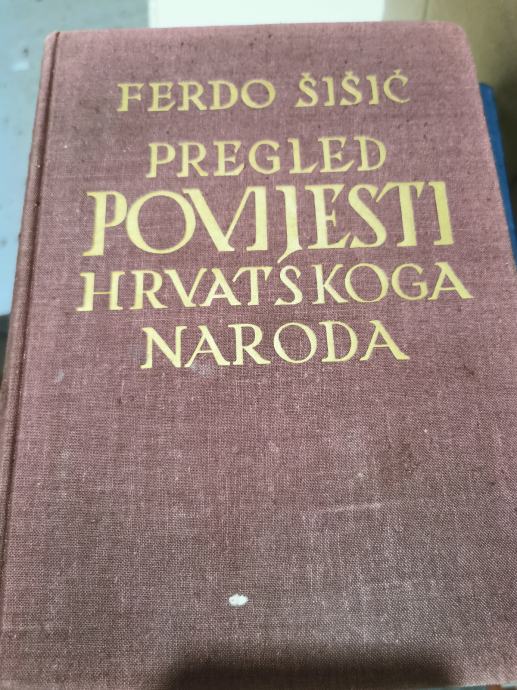 FERDO ŠIŠIĆ
PREGLED
POVIJESTI
HRVATSKOGA
NARODA